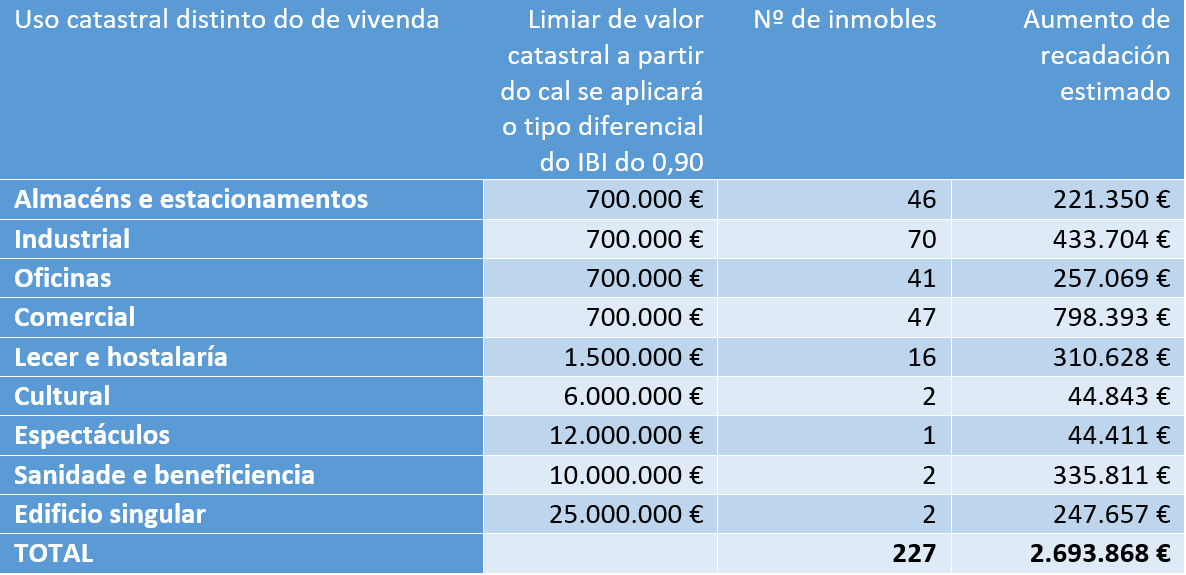 Uso catastral distinto do de vivenda
Limiar de valor
catastral a partir
do cal se aplicará
o tipo diferencial
do IBI do 0,90
Nº de inmobles
Aumento de
recadación
estimado
Almacéns e estacionamentos 700.000 € 46 221.350 €
Industrial 700.000 € 70 433.704 €
Oficinas 700.000 € 41 257.069 €
Comercial 700.000 € 47 798.393 €
Lecer e hostalaría 1.500.000 € 16 310.628 €
Cultural 6.000.000 € 2 44.843 €
Espectáculos 12.000.000 € 1 44.411 €
Sanidade e beneficiencia 10.000.000 € 2 335.811 €
Edificio singular 25.000.000 € 2 247.657 €
TOTAL 227 2.693.868 €